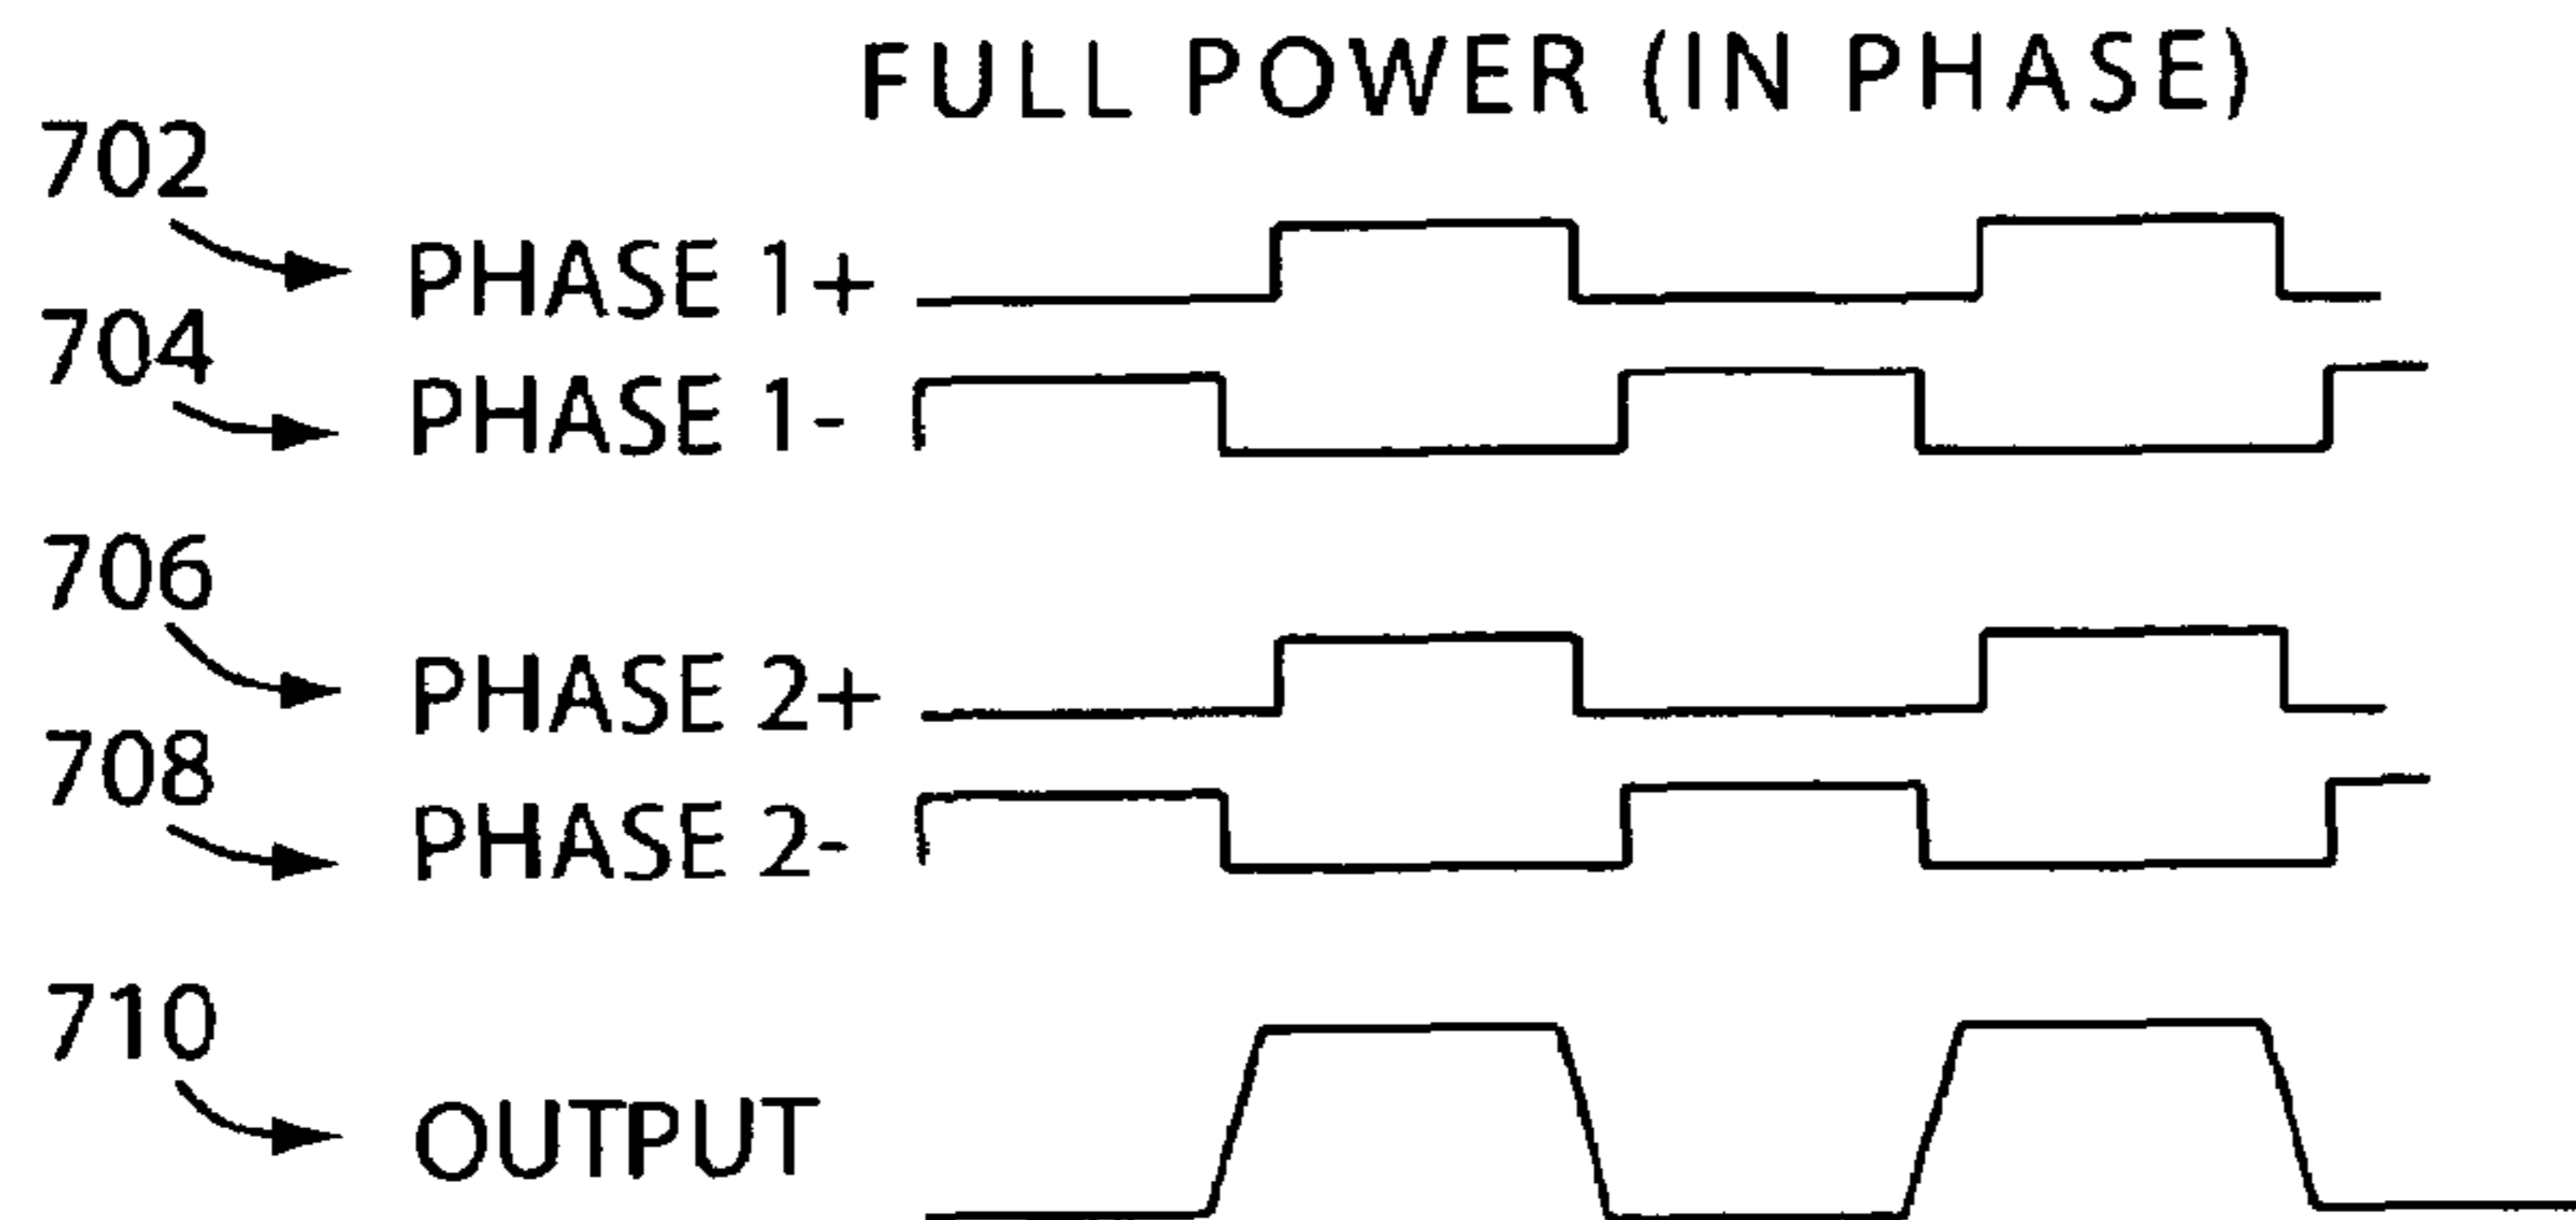 FULL POWER (IN PHASE)
702
PHASE 1+
704
PHASE 1-
706
PHASE 2+
708
PHASE 2-
710
OUTPUT